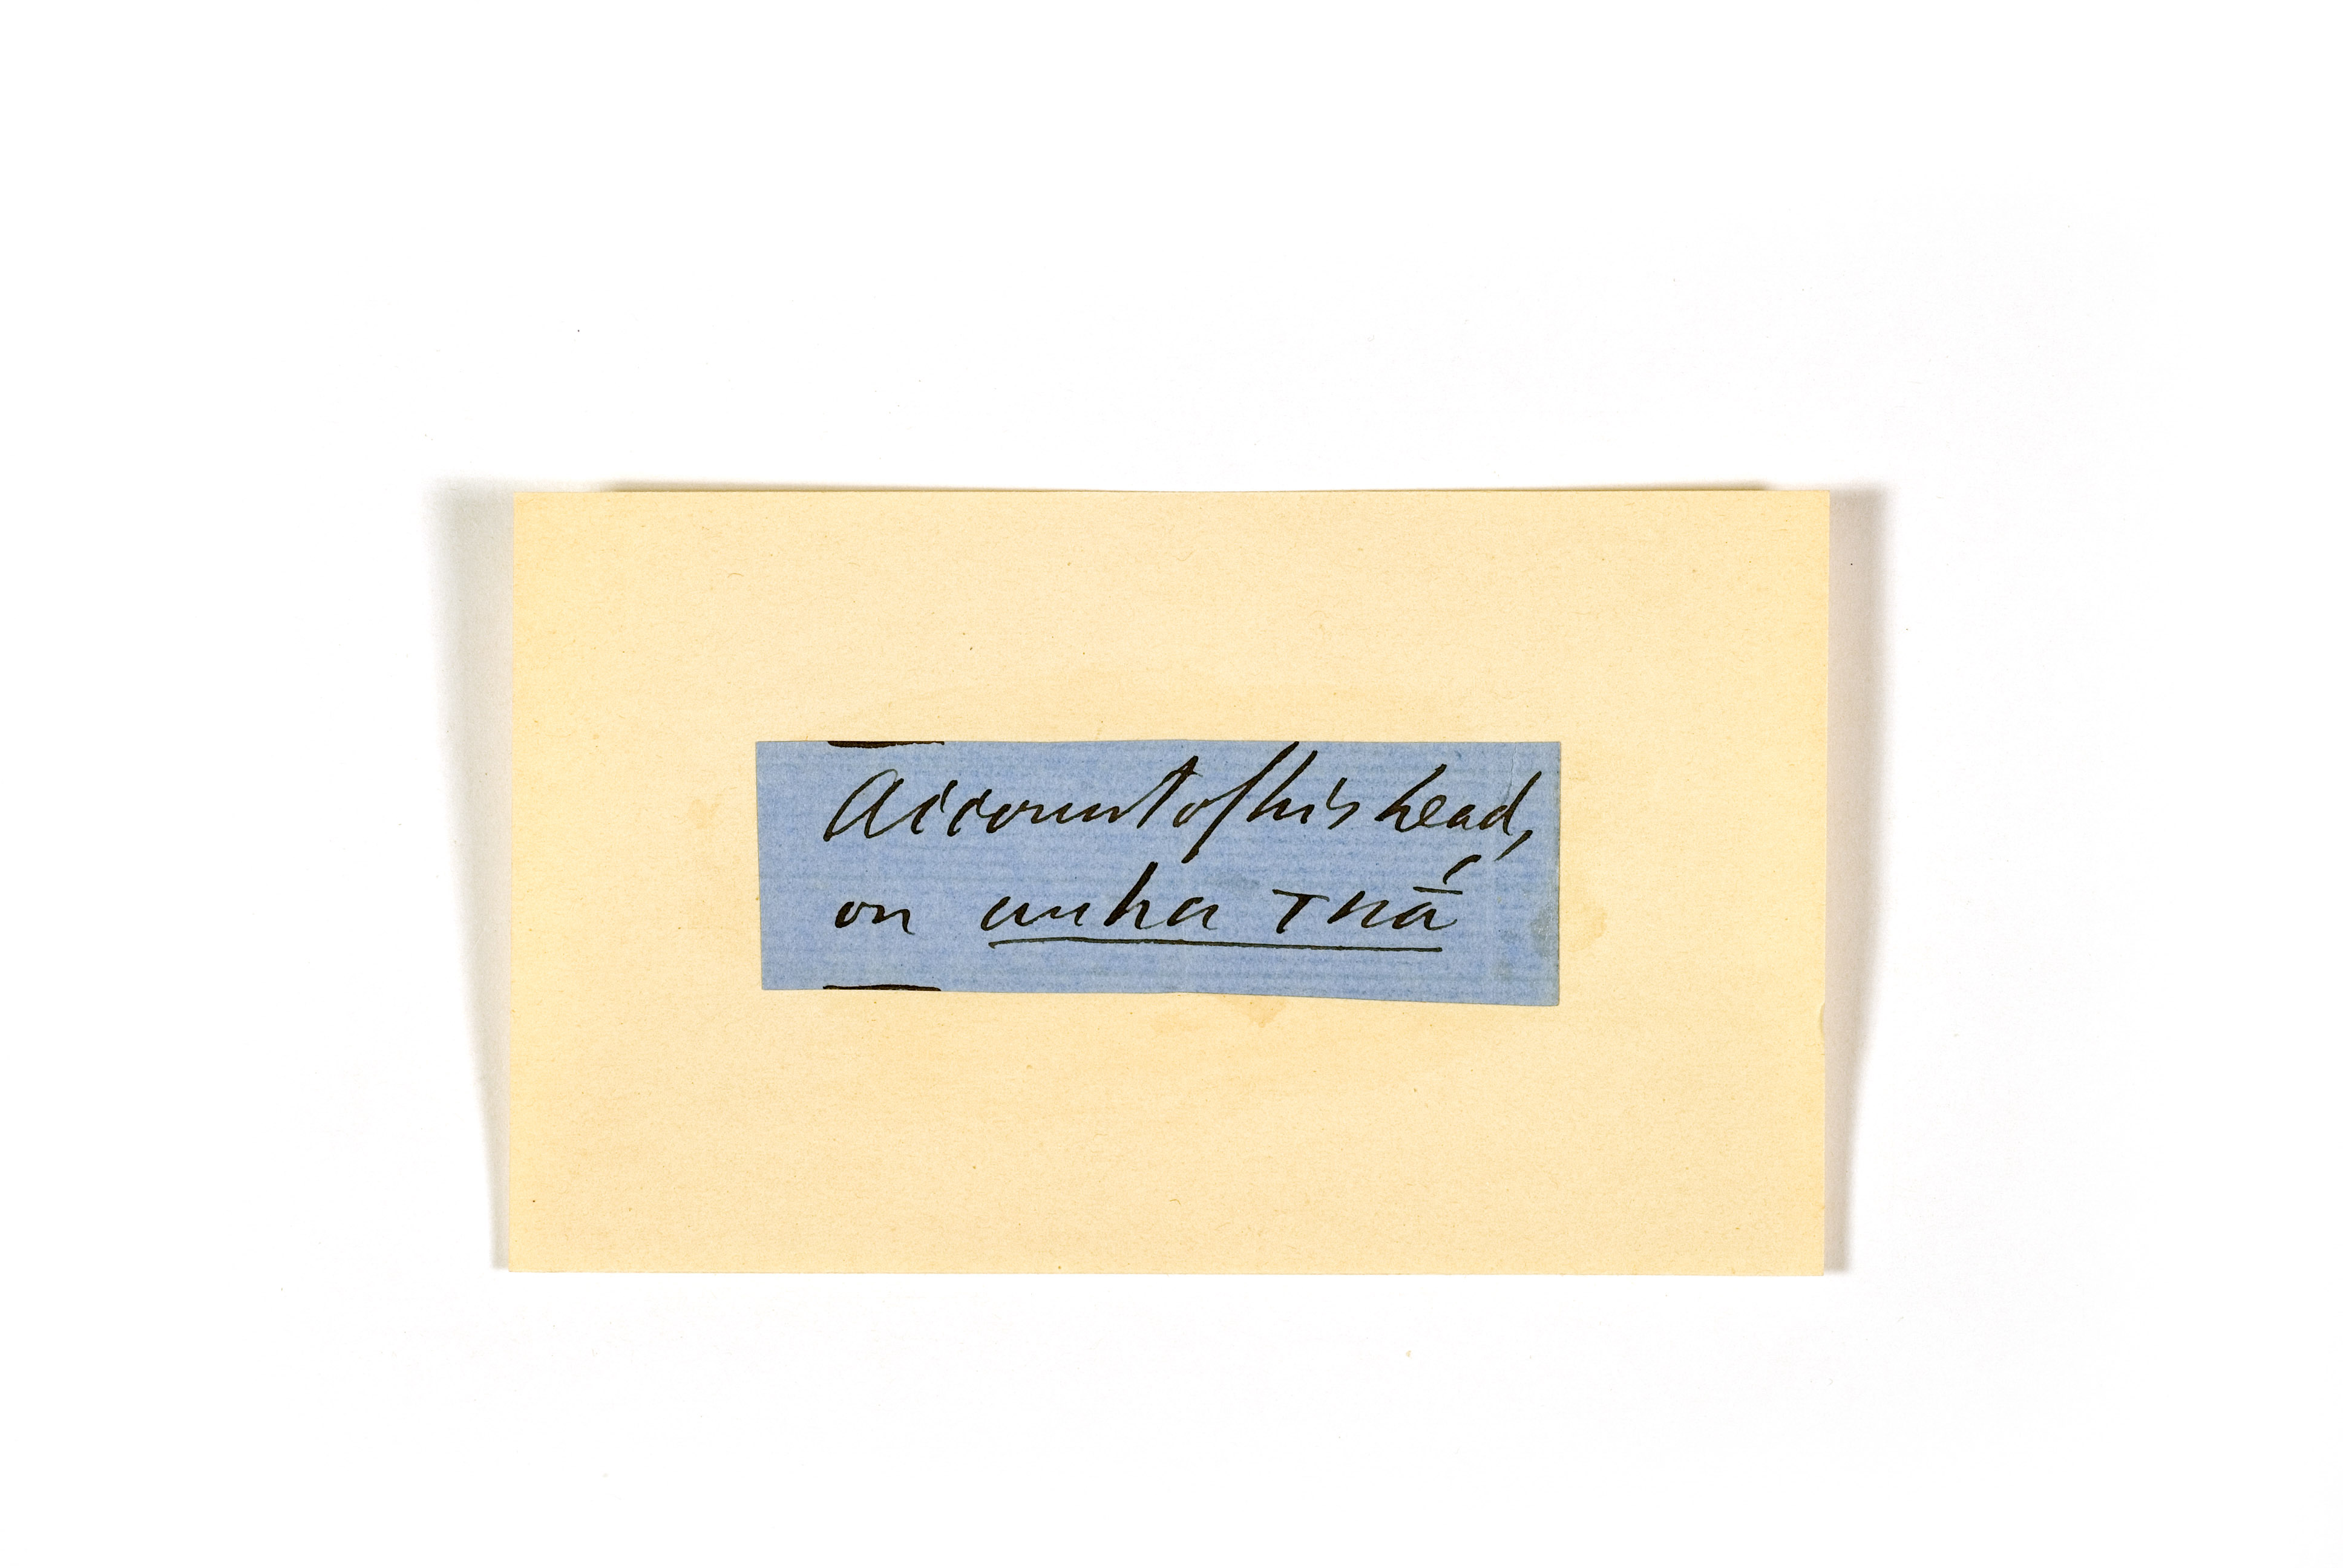 Account of his head,
on